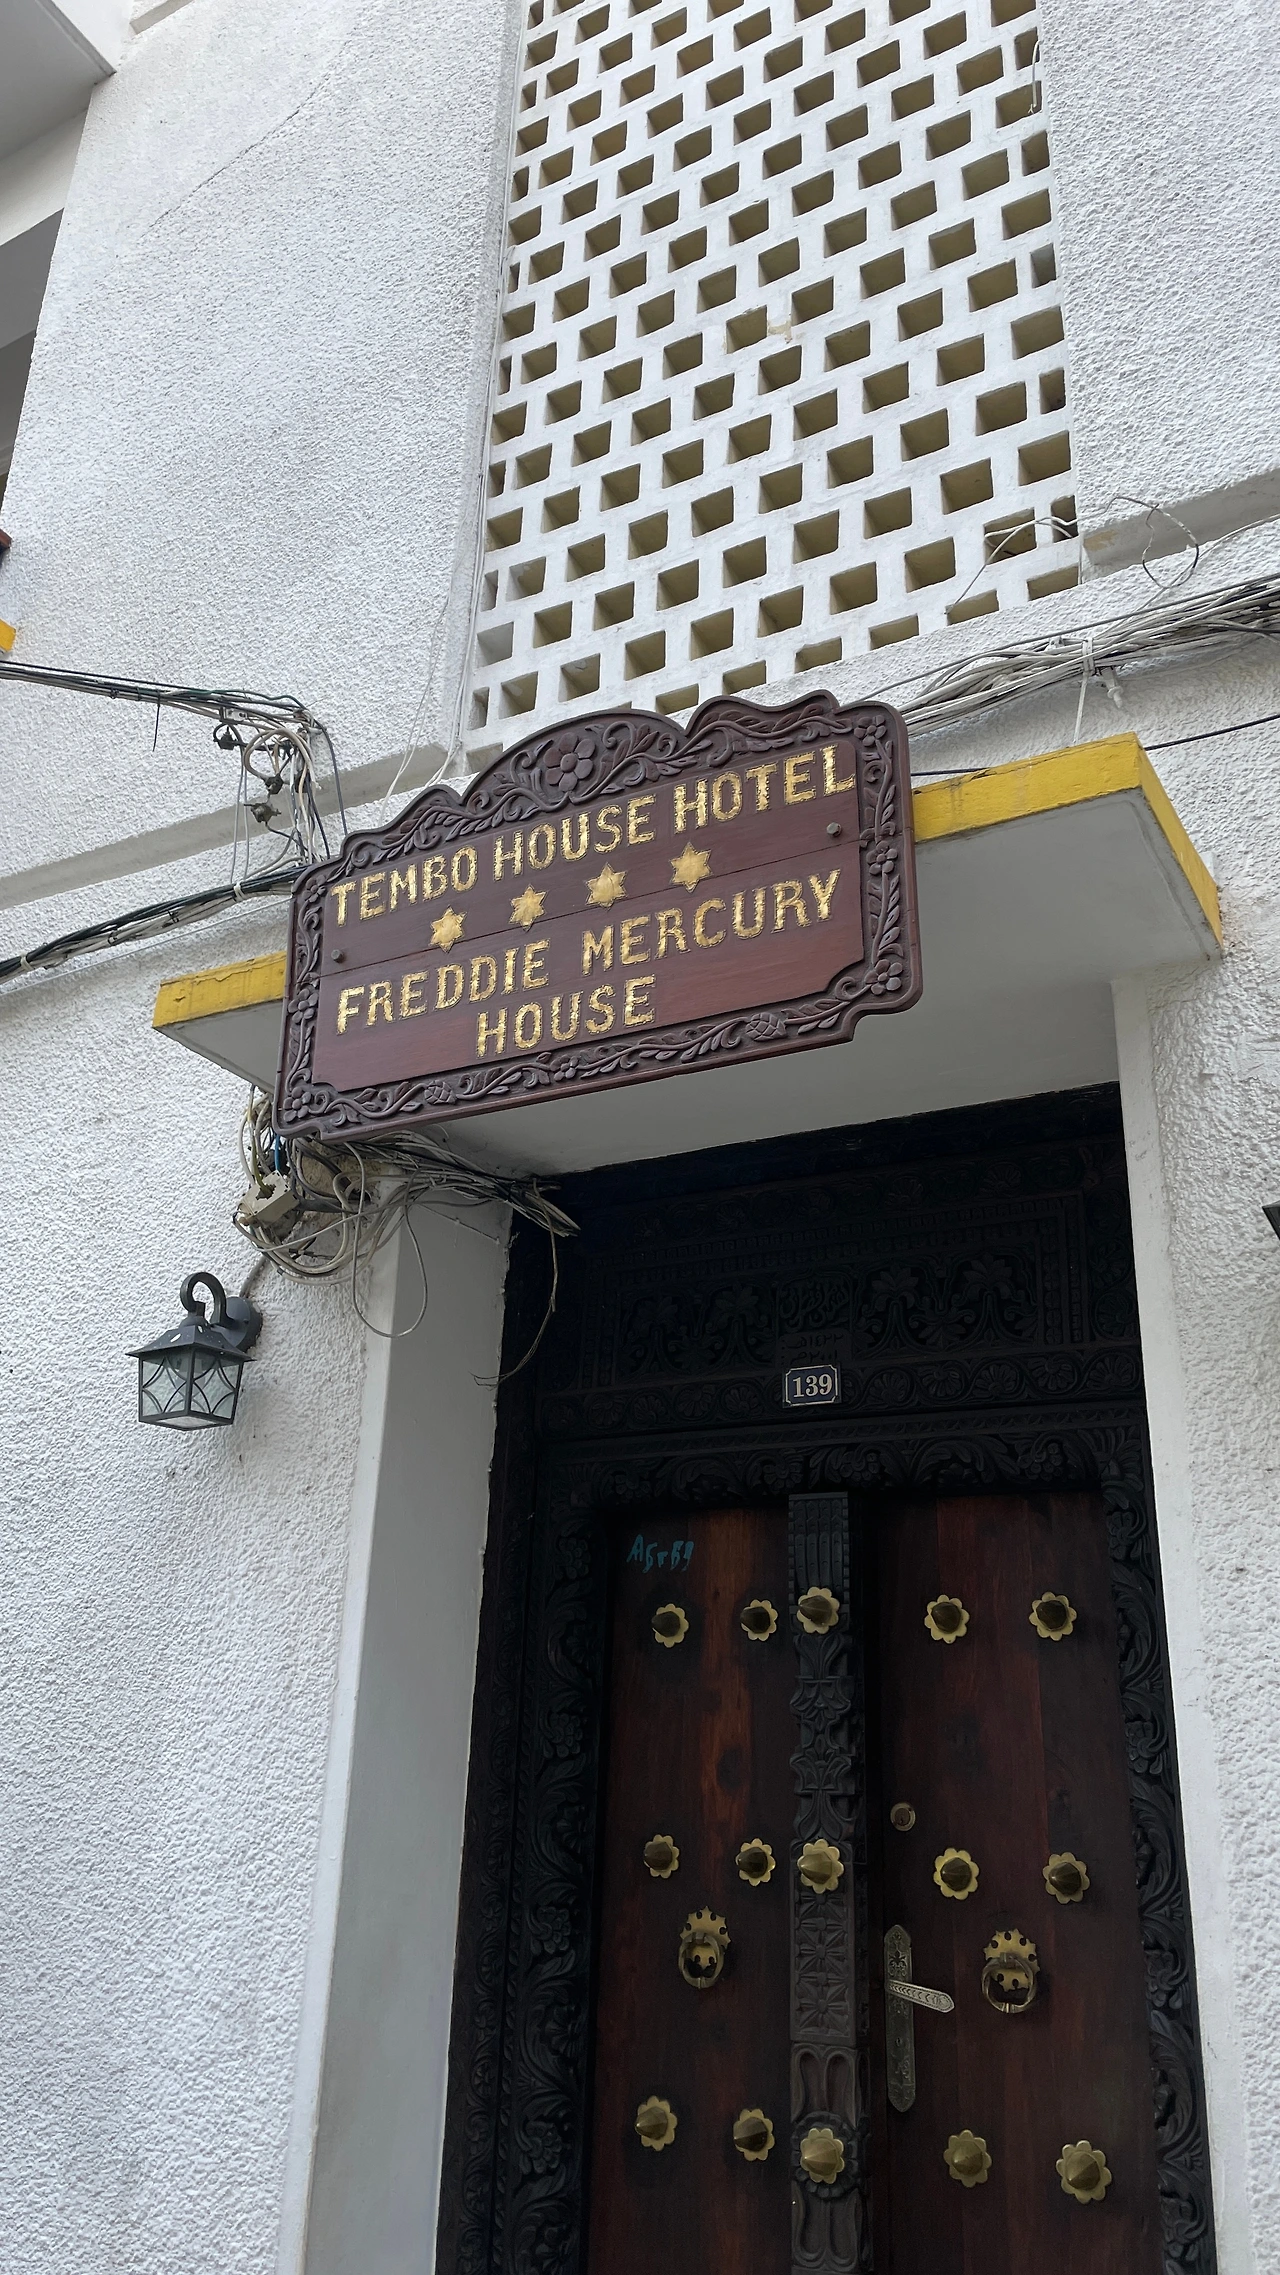 TEMBO HOUSE HOTEL
FREDDIE MERCURY
HOUSE
139